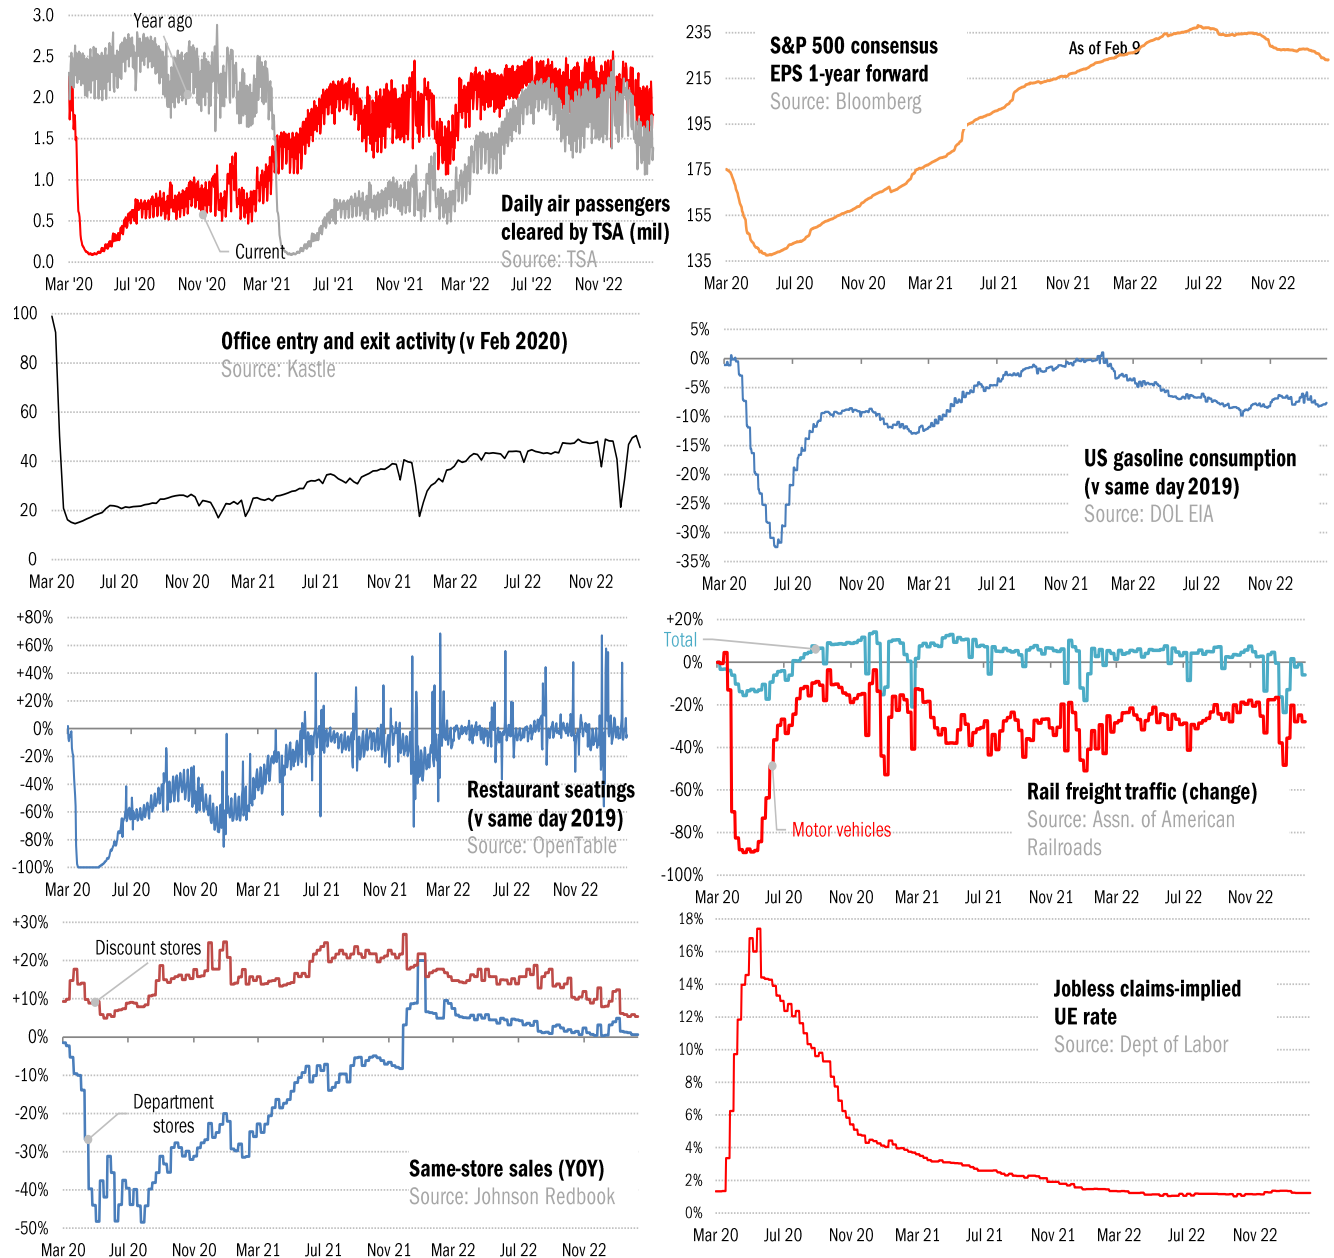 3.0
2.5
2.0
1.5
1.0
0.5
0.0
Year ago
Current
Daily air passengers
cleared by TSA (mil)
Source: TSA
Mar '20 Jul '20 Nov '20 Mar '21 Jul '21 Nov '21 Mar '22 Jul '22 Nov '22
235
215
195
175
155
135
S&P 500 consensus
EPS 1-year forward
Source: Bloomberg
As of Feb 9
Mar 20 Jul 20 Nov 20 Mar 21 Jul 21 Nov 21 Mar 22 Jul 22 Nov 22
100
80
60
40
20
0
Office entry and exit activity (v Feb 2020)
Source: Kastle
Mar 20 Jul 20 Nov 20 Mar 21 Jul 21 Nov 21 Mar 22 Jul 22 Nov 22
5%
0%
-5%
-10%
-15%
-20%
-25%
-30%
-35%
US gasoline consumption
(v same day 2019)
Source: DOL EIA
Mar 20 Jul 20 Nov 20 Mar 21 Jul 21 Nov 21 Mar 22 Jul 22 Nov 22
+80%
+60%
+40%
+20%
0%
-20%
-40%
-60%
-80%
-100%
Restaurant seatings
(v same day 2019)
Source: OpenTable
Mar 20 Jul 20 Nov 20 Mar 21 Jul 21 Nov 21 Mar 22 Jul 22 Nov 22
+20%
0%
-20%
-40%
-60%
-80%
-100%
Total
Motor vehicles
Rail freight traffic (change)
Source: Assn. of American
Railroads
Mar 20 Jul 20 Nov 20 Mar 21 Jul 21 Nov 21 Mar 22 Jul 22 Nov 22
+30%
+20%
+10%
0%
-10%
-20%
-30%
-40%
-50%
Discount stores
Department
stores
Same-store sales (YOY)
Source: Johnson Redbook
Mar 20 Jul 20 Nov 20 Mar 21 Jul 21 Nov 21 Mar 22 Jul 22 Nov 22
18%
16%
14%
12%
10%
8%
6%
4%
2%
0%
Jobless claims-implied
UE rate
Source: Dept of Labor
Mar 20 Jul 20 Nov 20 Mar 21 Jul 21 Nov 21 Mar 22 Jul 22 Nov 22